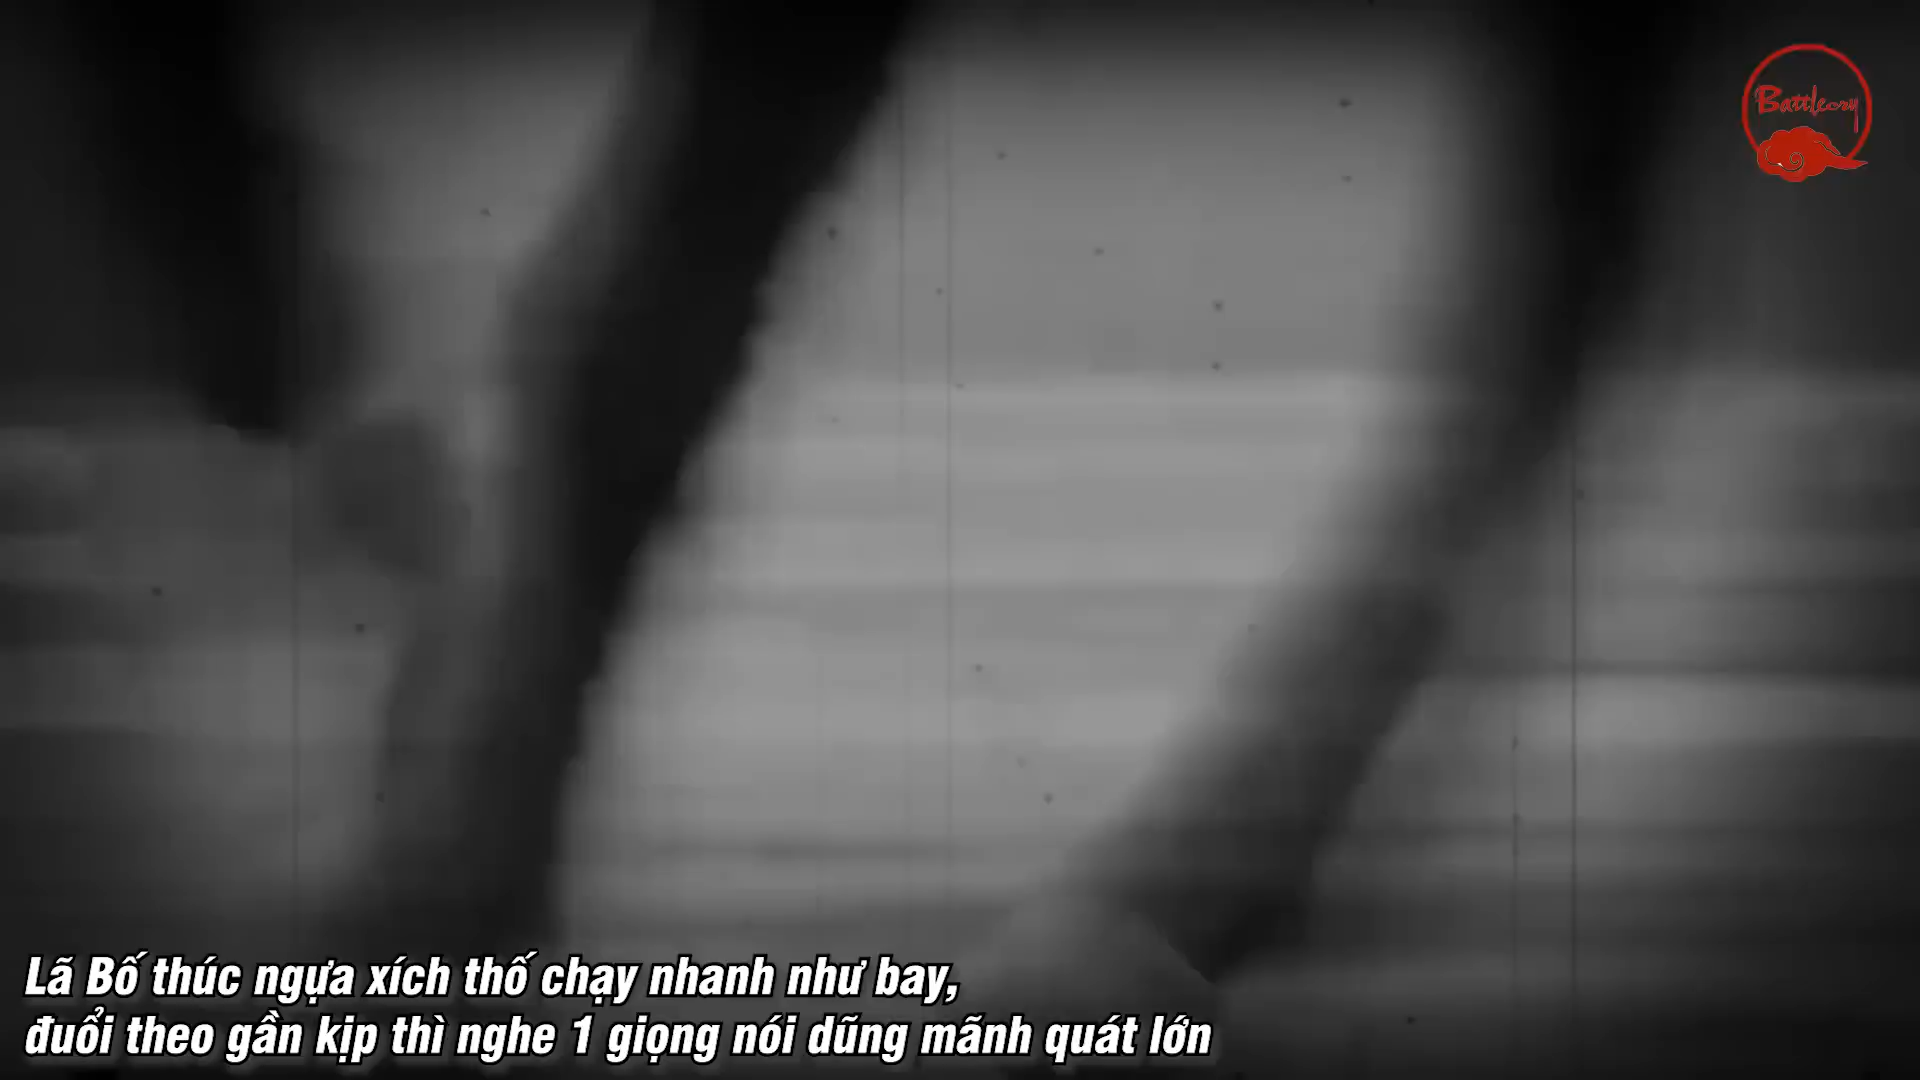 Battlecry
Lã Bố thúc ngựa xích thố chạy nhanh như bay,
đuổi theo gần kịp thì nghe 1 giọng nói dũng mãnh quát lớn